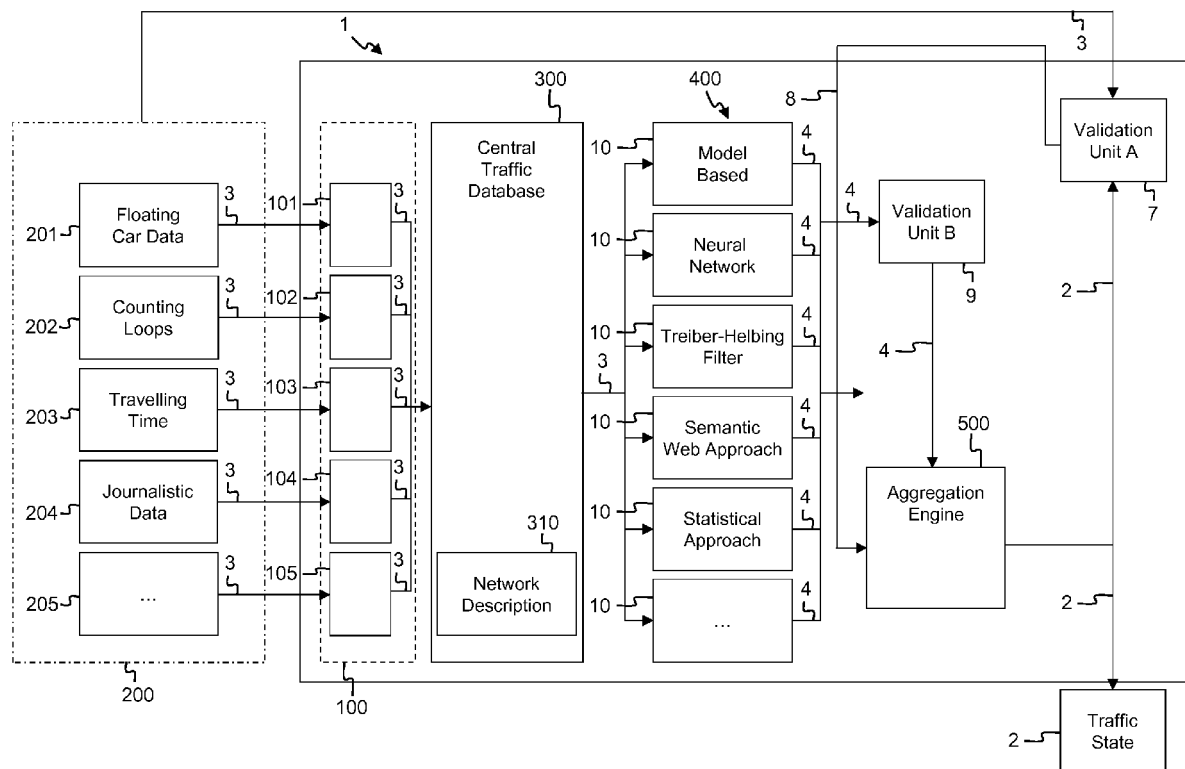 1
3
300
400
8
Validation
Unit A
7
200
201
Floating
Car Data
3
202
Counting
Loops
3
203
Travelling
Time
3
204
Journalistic
Data
3
205
...
3
100
101
3
102
3
103
3
104
3
105
3
Central
Traffic
Database
310
Network
Description
3
10
Model
Based
4
10
Neural
Network
4
10
Treiber-Helbing
Filter
4
10
Semantic
Web Approach
4
10
Statistical
Approach
4
10
...
4
4
Validation
Unit B
9
4
500
Aggregation
Engine
2
2
2
Traffic
State